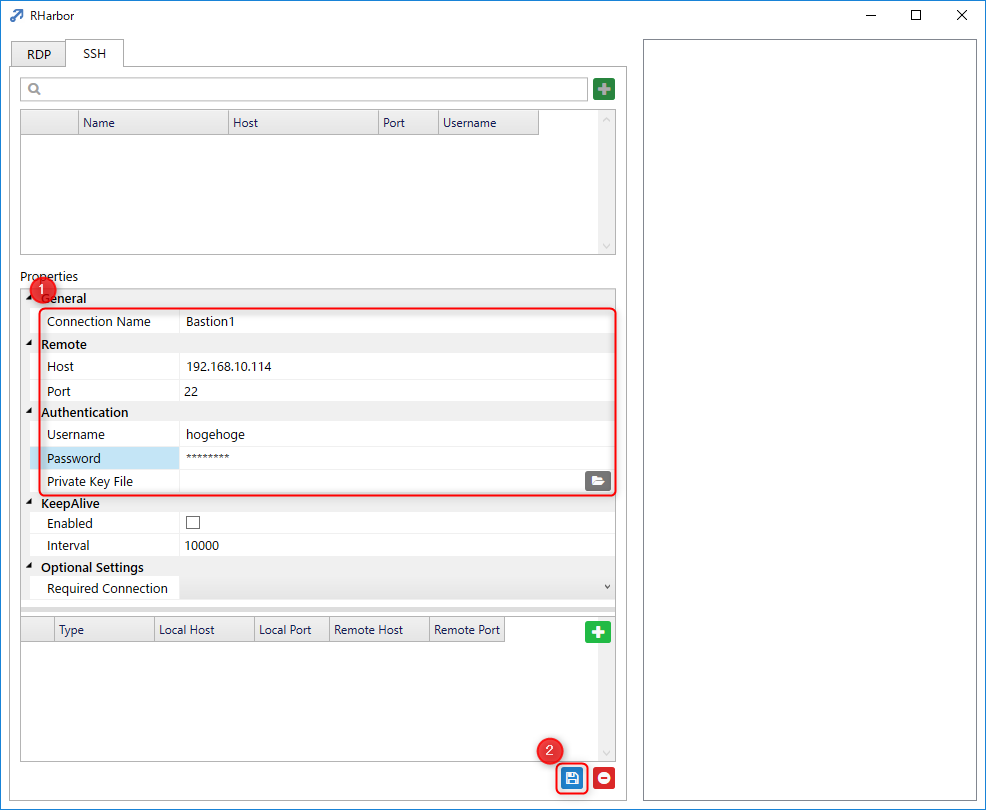 RHarbor
RDP SSH
Name Host Port Username
Properties
1
General
Connection Name Bastion1
Remote
Host 192.168.10.114
Port 22
Authentication
Username hogehoge
Password ********
Private Key File
KeepAlive
Enabled
Interval 10000
Optional Settings
Required Connection
Type Local Host Local Port Remote Host Remote Port
2